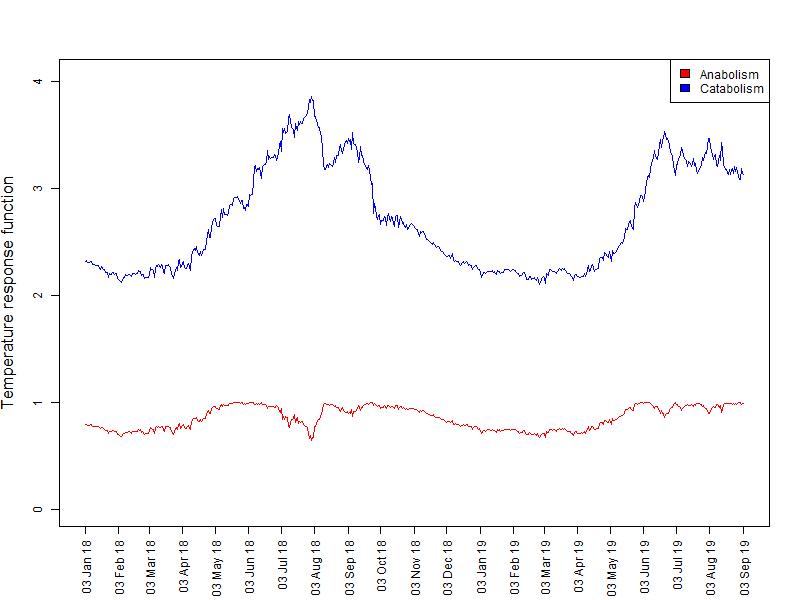 Anabolism
Catabolism
Temperature response function
4
3
2
1
0
03 Jan 18
03 Feb 18
03 Mar 18
03 Apr 18
03 May 18
03 Jun 18
03 Jul 18
03 Aug 18
03 Sep 18
03 Oct 18
03 Nov 18
03 Dec 18
03 Jan 19
03 Feb 19
03 Mar 19
03 Apr 19
03 May 19
03 Jun 19
03 Jul 19
03 Aug 19
03 Sep 19